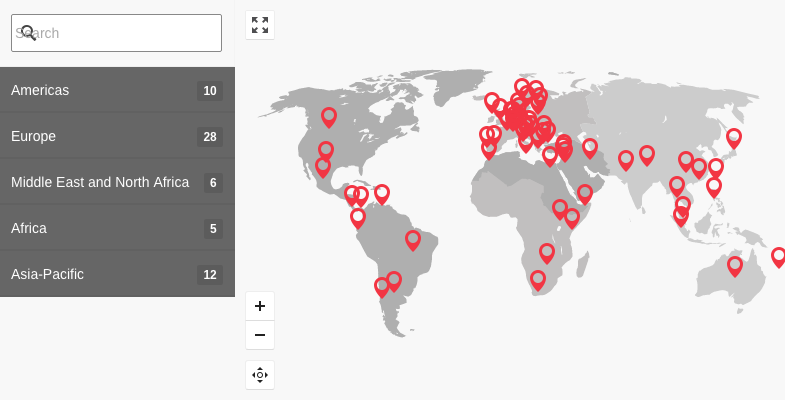 Search
Americas 10
Europe 28
Middle East and North Africa 6
Africa 5
Asia-Pacific 12
+
−